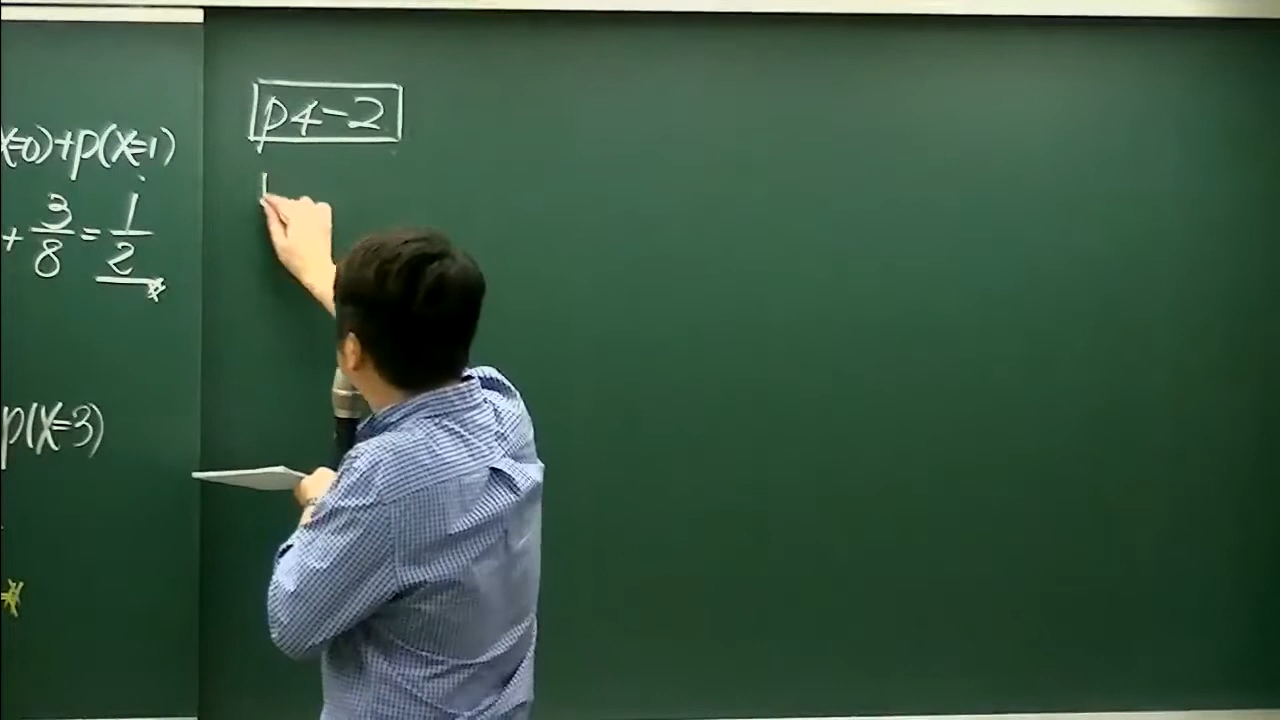 x=0)+p(X=1)
+ 3/8 = 1/2
p(X=3)
p4-2